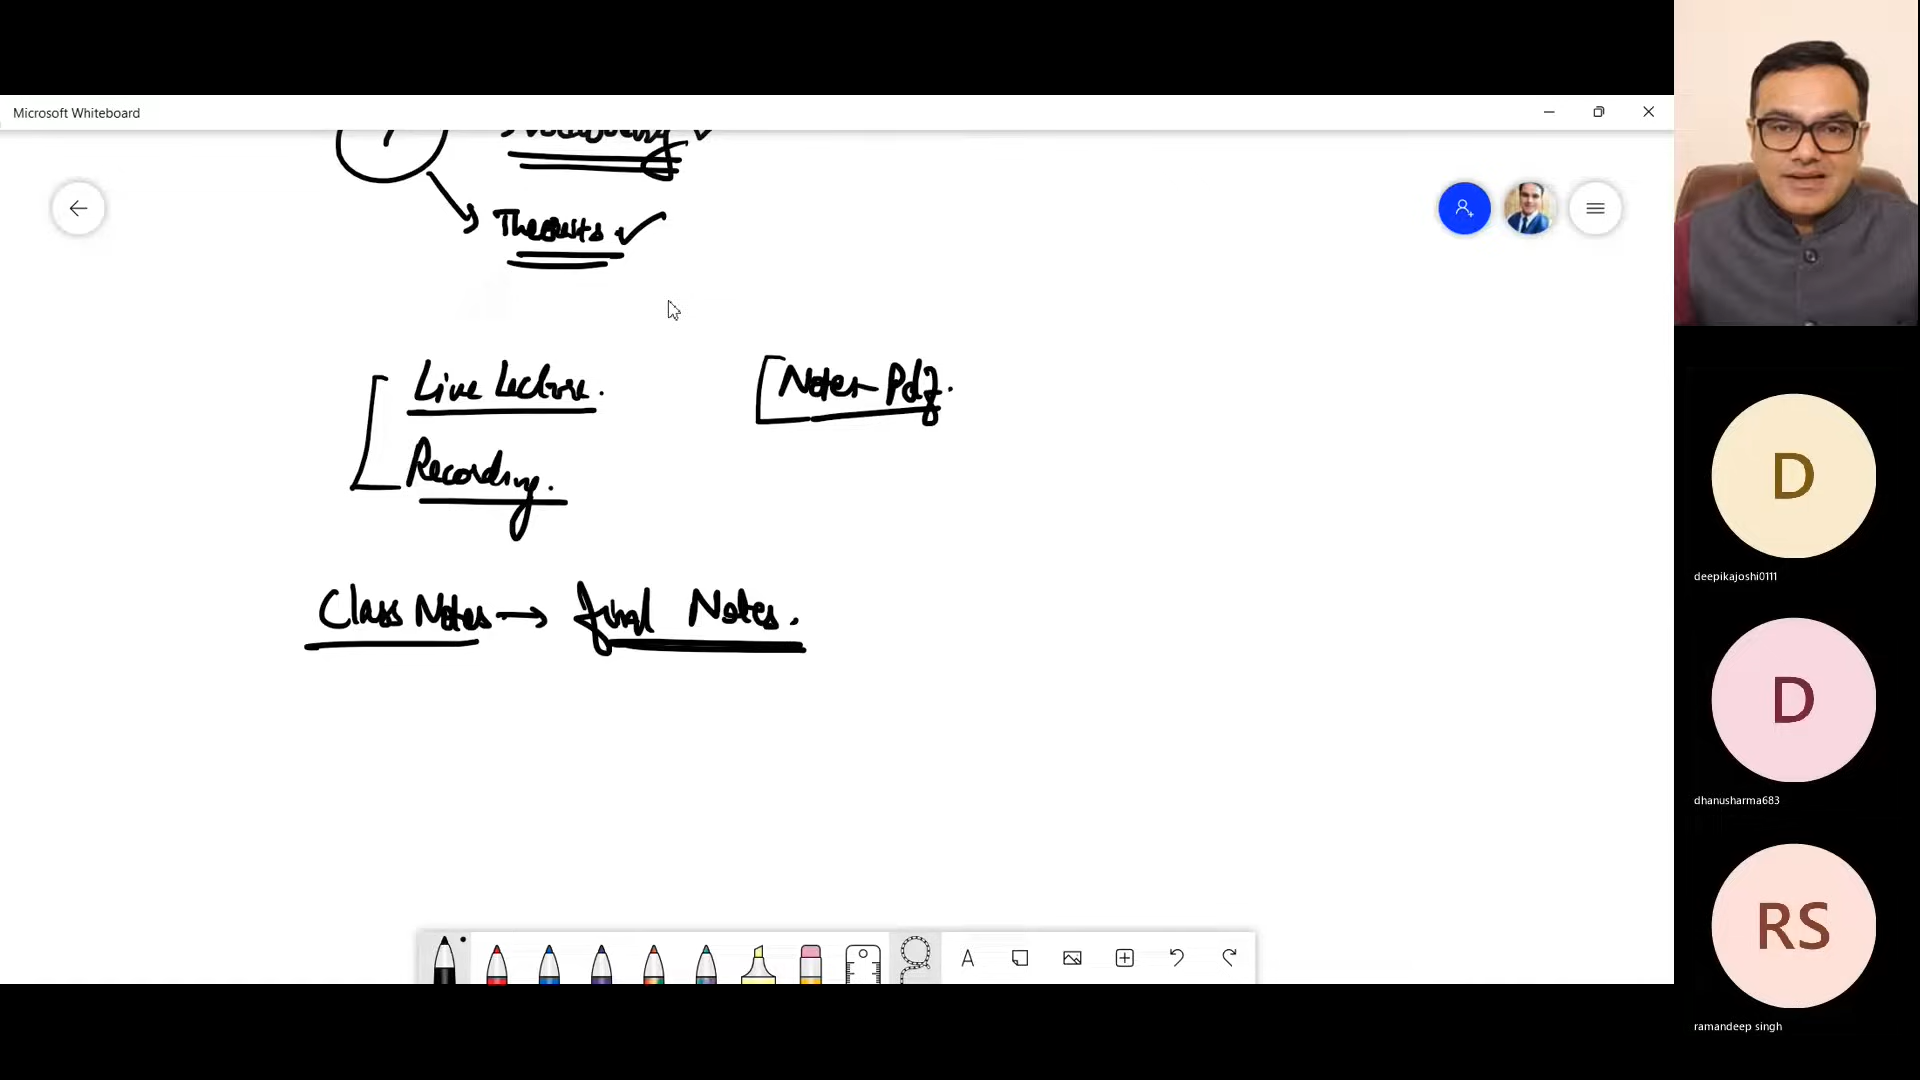 Microsoft Whiteboard
Theorists
Live Lecture.
Notes - Pdf.
Recording.
Class Notes → final Notes.
D
deepikajoshi0111
D
dhanusharma683
RS
ramandeep singh
A